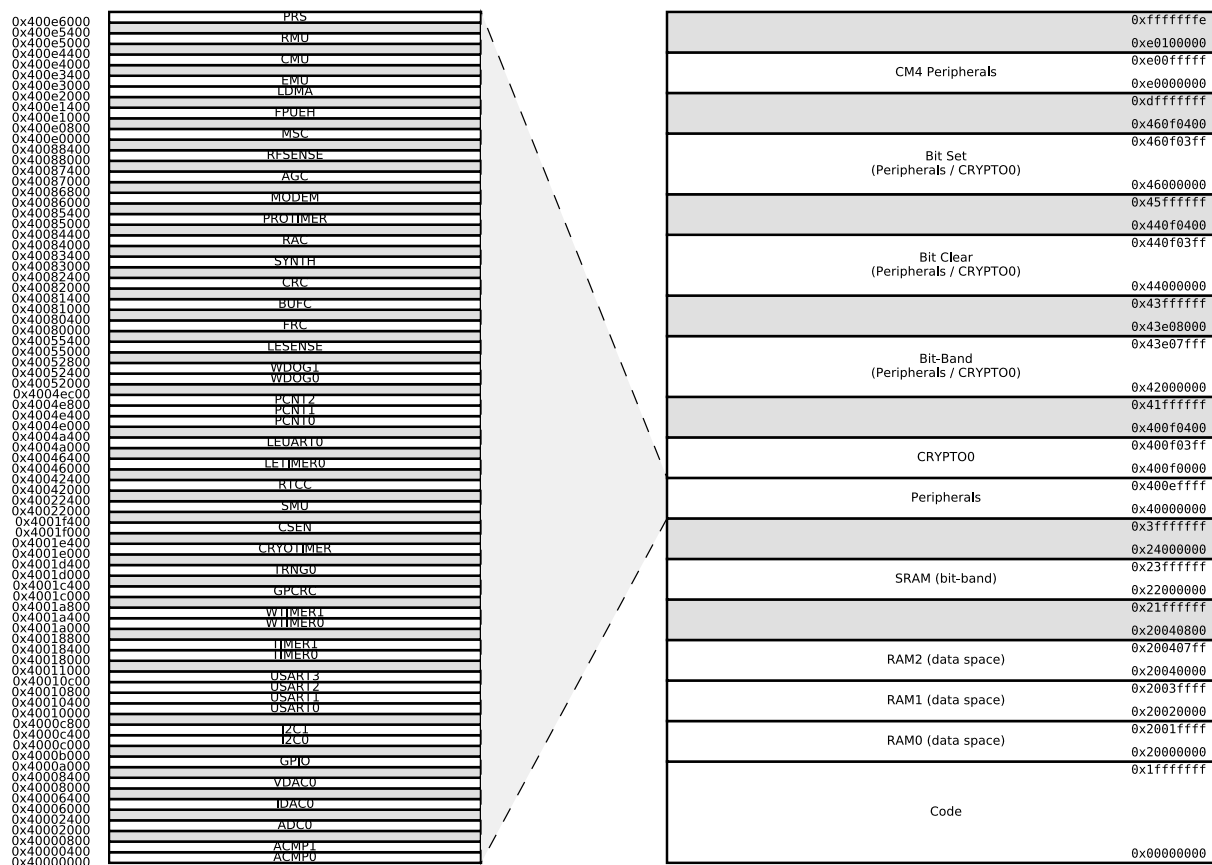 PRS
0x400e6000
0x400e5400
RMU
0x400e5000
0x400e4400
CMU
0x400e4000
0x400e3400
EMU
0x400e3000
LDMA
0x400e2000
0x400e1400
FPUEH
0x400e1000
0x400e0800
MSC
0x400e0000
0x40088400
RFSENSE
0x40088000
0x40087400
AGC
0x40087000
0x40086800
MODEM
0x40086000
0x40085400
PROTIMER
0x40085000
0x40084400
RAC
0x40084000
0x40083400
SYNTH
0x40083000
0x40082400
CRC
0x40082000
0x40081400
BUFC
0x40081000
0x40080400
FRC
0x40080000
0x40055400
LESENSE
0x40055000
0x40052800
WDOG1
0x40052400
WDOG0
0x40052000
0x4004ec00
PCNT2
0x4004e800
PCNT1
0x4004e400
PCNT0
0x4004e000
0x4004a400
LEUART0
0x4004a000
0x40046400
LETIMER0
0x40046000
0x40042400
RTCC
0x40042000
0x40022400
SMU
0x40022000
0x4001f400
CSEN
0x4001f000
0x4001e400
CRYOTIMER
0x4001e000
0x4001d400
TRNG0
0x4001d000
0x4001c400
GPCRC
0x4001c000
0x4001a800
WTIMER1
0x4001a400
WTIMER0
0x4001a000
0x40018800
TIMER1
0x40018400
TIMER0
0x40018000
0x40011000
USART3
0x40010c00
USART2
0x40010800
USART1
0x40010400
USART0
0x40010000
0x4000c800
I2C1
0x4000c400
I2C0
0x4000c000
0x4000b000
GPIO
0x4000a000
0x40008400
VDAC0
0x40008000
0x40006400
IDAC0
0x40006000
0x40002400
ADC0
0x40002000
0x40000800
ACMP1
0x40000400
ACMP0
0x40000000
0xfffffffe
0xe0100000
0xe00fffff
CM4 Peripherals
0xe0000000
0xdfffffff
0x460f0400
0x460f03ff
Bit Set
(Peripherals / CRYPTO0)
0x46000000
0x45ffffff
0x440f0400
0x440f03ff
Bit Clear
(Peripherals / CRYPTO0)
0x44000000
0x43ffffff
0x43e08000
0x43e07fff
Bit-Band
(Peripherals / CRYPTO0)
0x42000000
0x41ffffff
0x400f0400
0x400f03ff
CRYPTO0
0x400f0000
0x400effff
Peripherals
0x40000000
0x3fffffff
0x24000000
0x23ffffff
SRAM (bit-band)
0x22000000
0x21ffffff
0x20040800
0x200407ff
RAM2 (data space)
0x20040000
0x2003ffff
RAM1 (data space)
0x20020000
0x2001ffff
RAM0 (data space)
0x20000000
0x1fffffff
Code
0x00000000